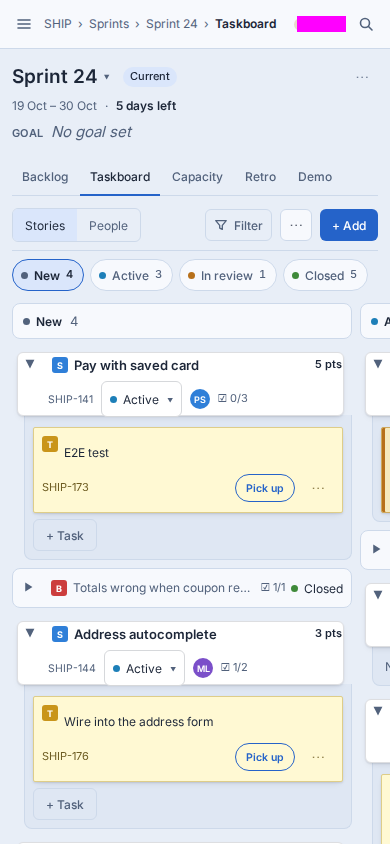 SHIP › Sprints › Sprint 24 › Taskboard
Sprint 24 ▾ Current ···
19 Oct – 30 Oct · 5 days left
GOAL No goal set
Backlog Taskboard Capacity Retro Demo
Stories People Filter ··· + Add
New 4 Active 3 In review 1 Closed 5
New 4
S Pay with saved card 5 pts
SHIP-141 Active ▾ PS ☑ 0/3
T E2E test
SHIP-173 Pick up ···
+ Task
B Totals wrong when coupon re... ☑ 1/1 Closed
S Address autocomplete 3 pts
SHIP-144 Active ▾ ML ☑ 1/2
T Wire into the address form
SHIP-176 Pick up ···
+ Task